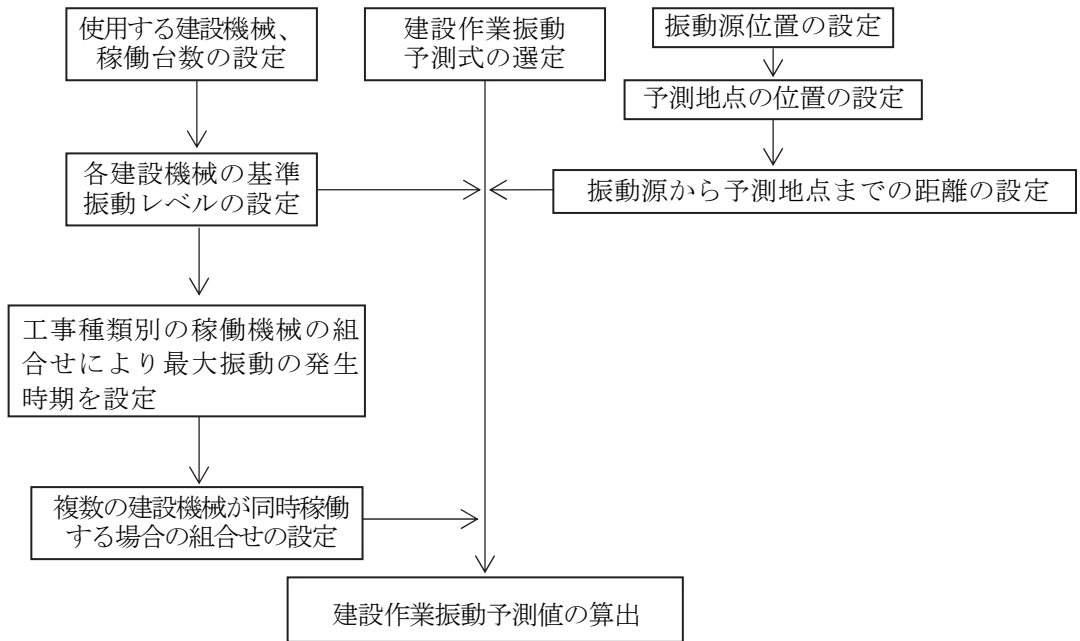 使用する建設機械、
稼働台数の設定
建設作業振動
予測式の選定
振動源位置の設定
予測地点の位置の設定
各建設機械の基準
振動レベルの設定
振動源から予測地点までの距離の設定
工事種類別の稼働機械の組
合せにより最大振動の発生
時期を設定
複数の建設機械が同時稼働
する場合の組合せの設定
建設作業振動予測値の算出